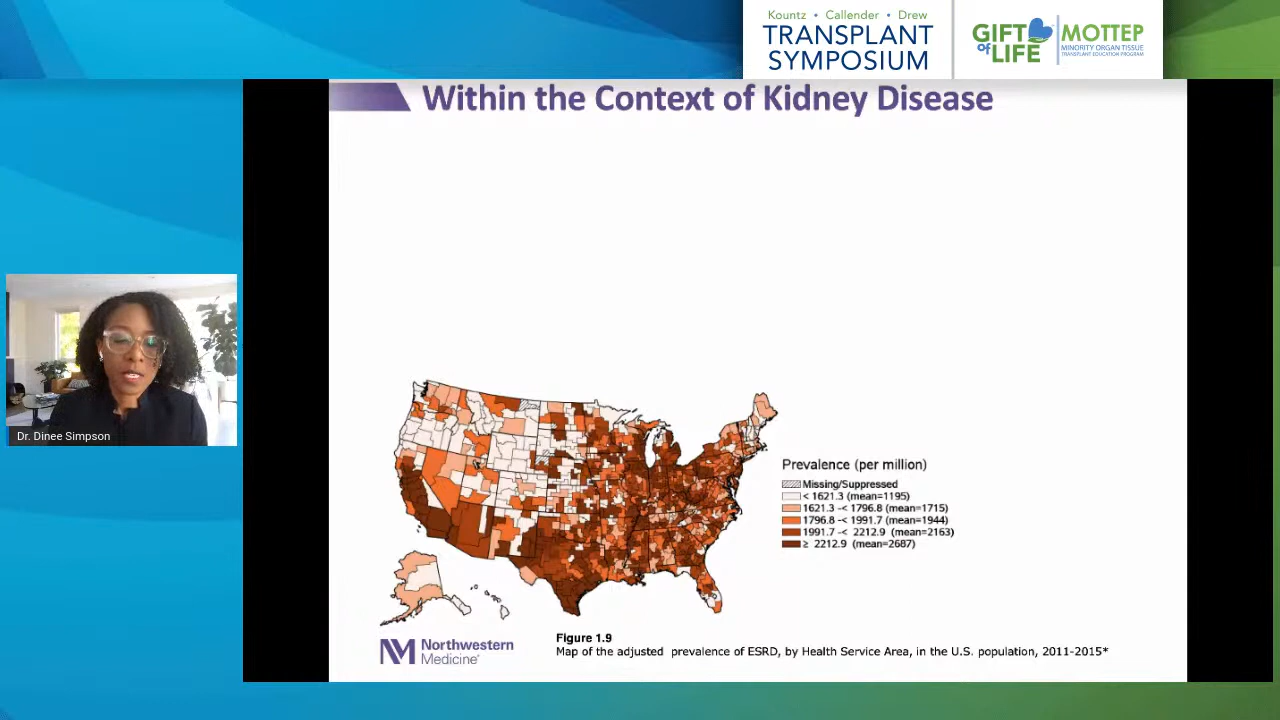 Kountz • Callender • Drew
TRANSPLANT
SYMPOSIUM
GIFT
of
LIFE
MOTTEP
MINORITY ORGAN TISSUE
TRANSPLANT EDUCATION PROGRAM
Within the Context of Kidney Disease
Dr. Dinee Simpson
Prevalence (per million)
Missing/Suppressed
< 1621.3 (mean=1195)
1621.3 -< 1796.8 (mean=1715)
1796.8 -< 1991.7 (mean=1944)
1991.7 -< 2212.9 (mean=2163)
≥ 2212.9 (mean=2687)
NM Northwestern
Medicine
Figure 1.9
Map of the adjusted prevalence of ESRD, by Health Service Area, in the U.S. population, 2011-2015*